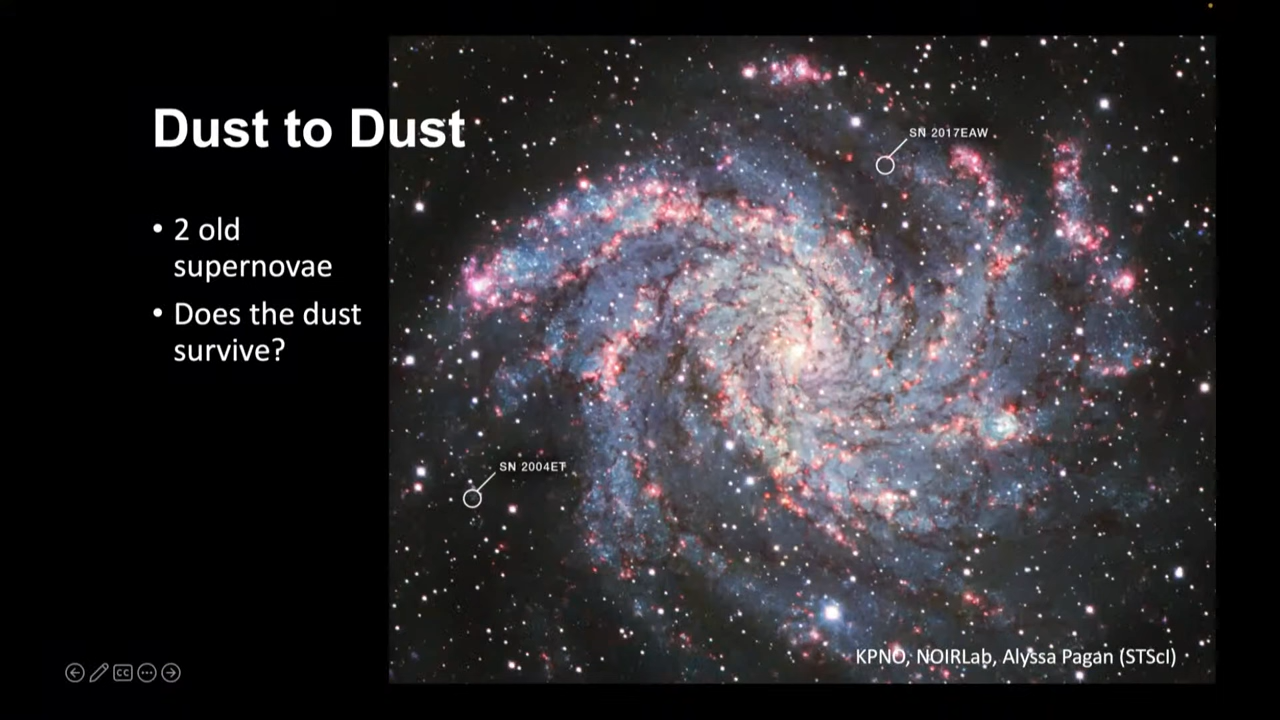 Dust to Dust
• 2 old
supernovae
• Does the dust
survive?
SN 2017EAW
SN 2004ET
KPNO, NOIRLab, Alyssa Pagan (STScI)
CC